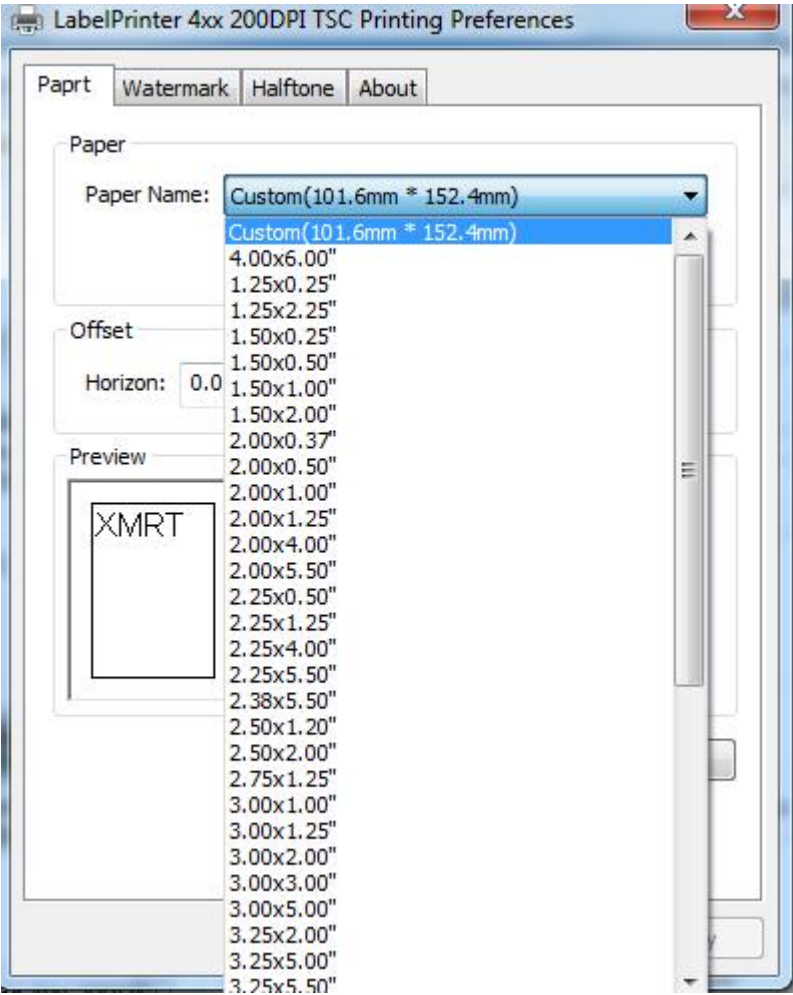 LabelPrinter 4xx 200DPI TSC Printing Preferences
Paprt Watermark Halftone About
Paper
Paper Name: Custom(101.6mm * 152.4mm)
Custom(101.6mm * 152.4mm)
4.00x6.00"
1.25x0.25"
1.25x2.25"
1.50x0.25"
1.50x0.50"
1.50x1.00"
1.50x2.00"
2.00x0.37"
2.00x0.50"
2.00x1.00"
2.00x1.25"
2.00x4.00"
2.00x5.50"
2.25x0.50"
2.25x1.25"
2.25x4.00"
2.25x5.50"
2.38x5.50"
2.50x1.20"
2.50x2.00"
2.75x1.25"
3.00x1.00"
3.00x1.25"
3.00x2.00"
3.00x3.00"
3.00x5.00"
3.25x2.00"
3.25x5.00"
3.25x5.50"
Offset
Horizon: 0.0
Preview
XMRT